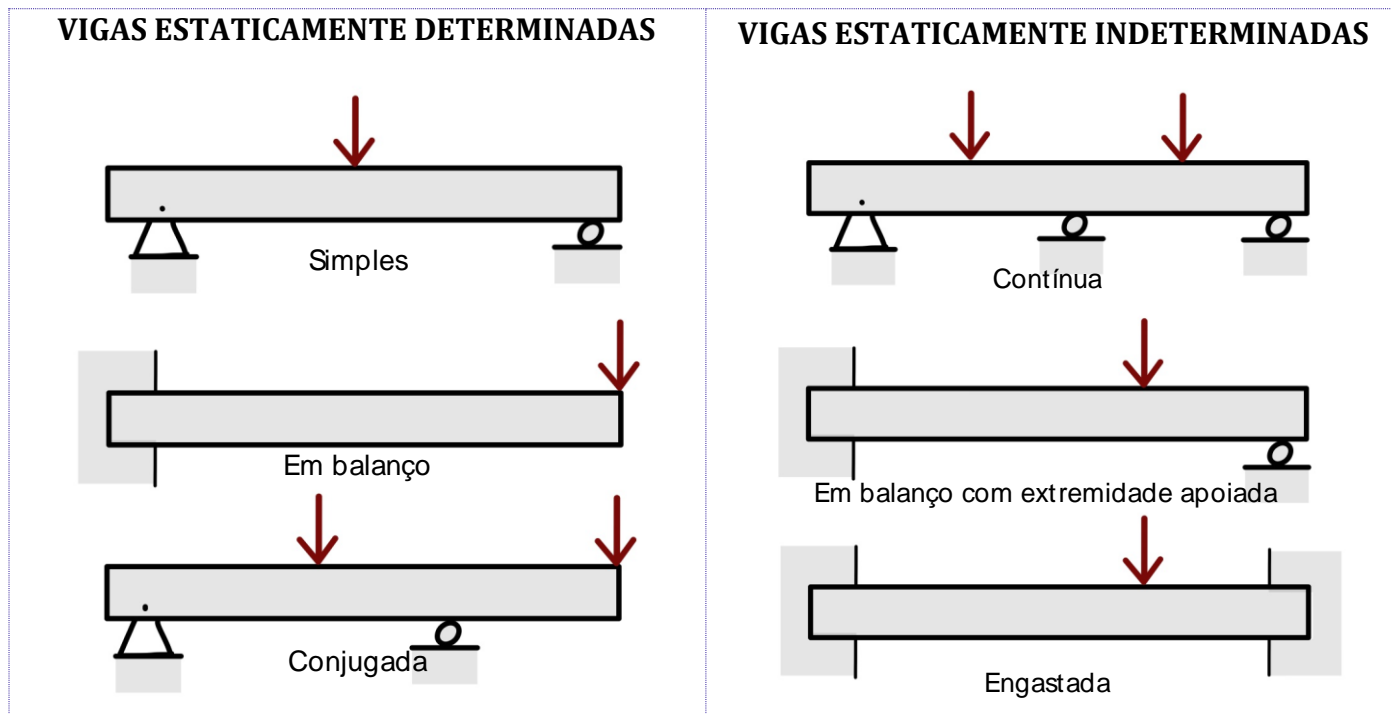 VIGAS ESTATICAMENTE DETERMINADAS
Simples
Em balanço
Conjugada
VIGAS ESTATICAMENTE INDETERMINADAS
Contínua
Em balanço com extremidade apoiada
Engastada